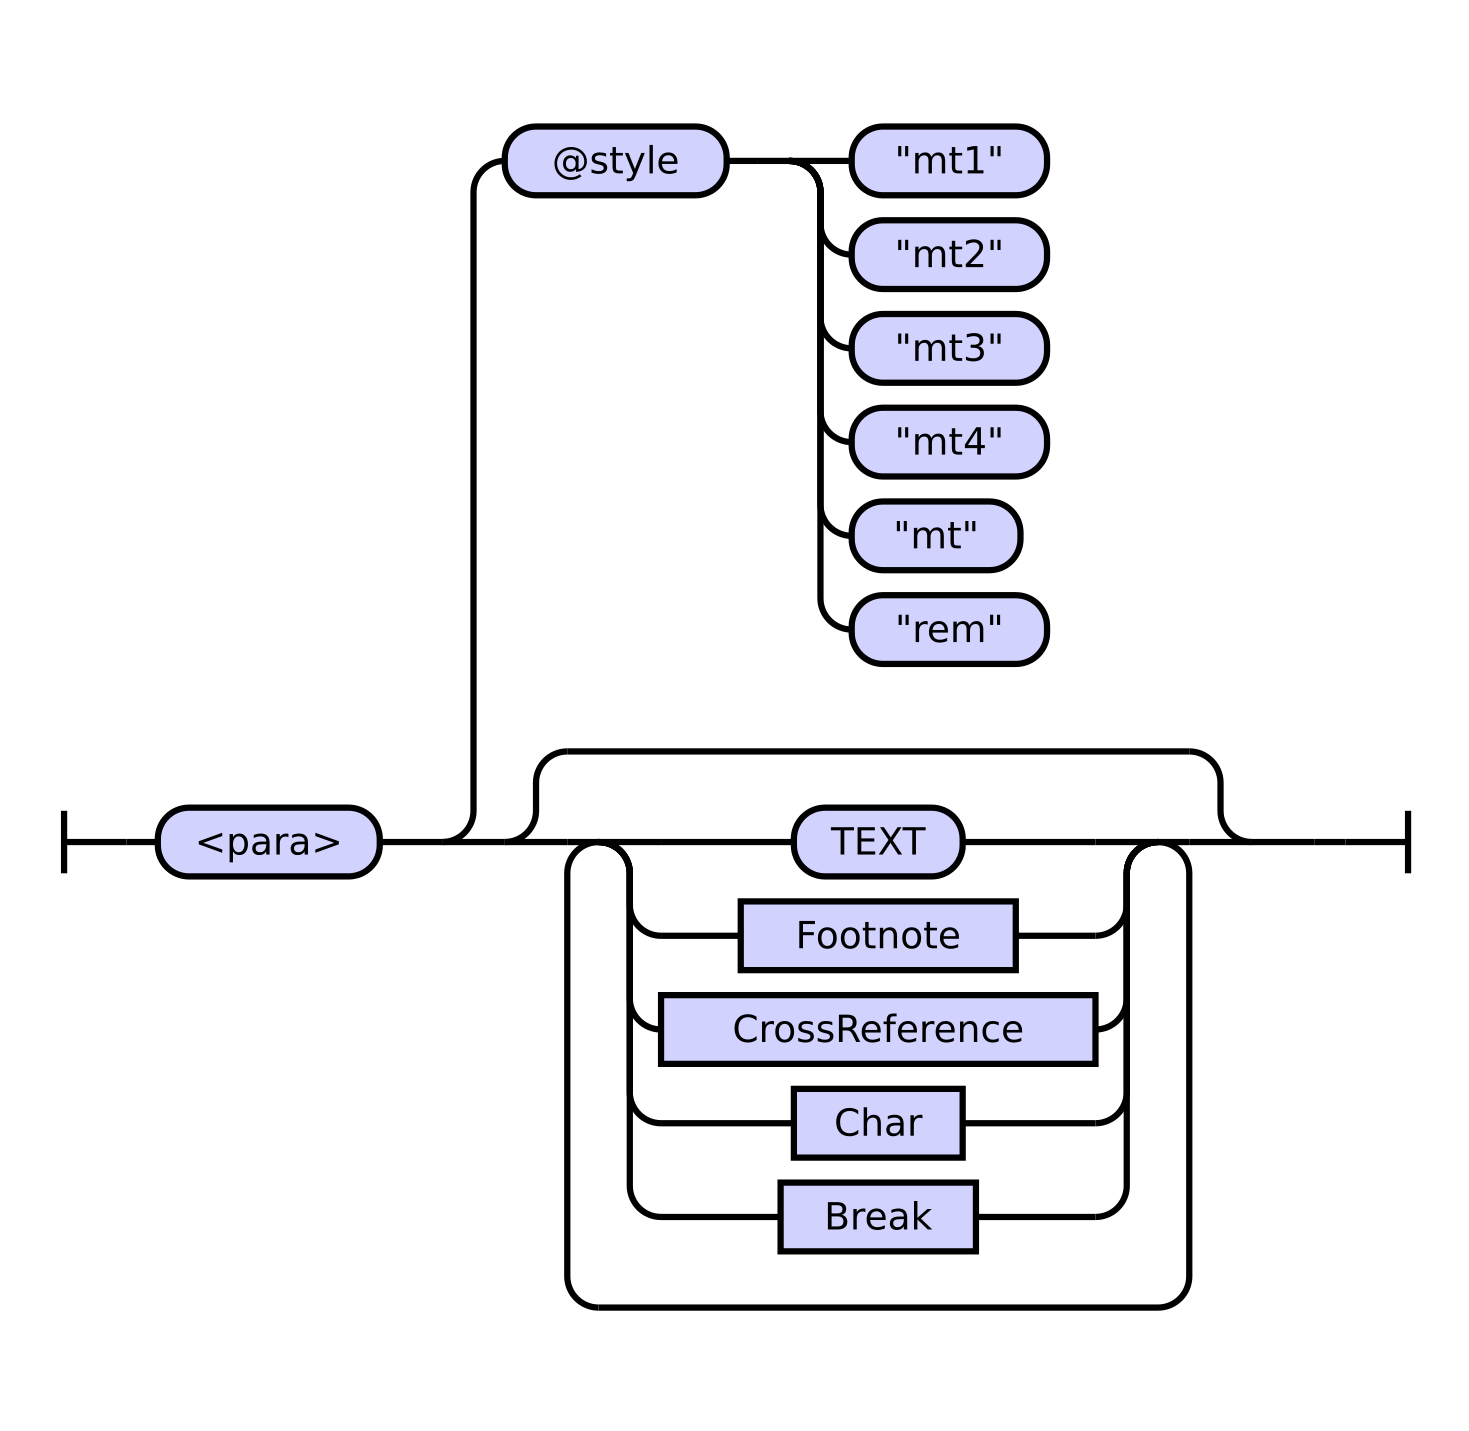 @style
"mt1"
"mt2"
"mt3"
"mt4"
"mt"
"rem"
<para>
TEXT
Footnote
CrossReference
Char
Break